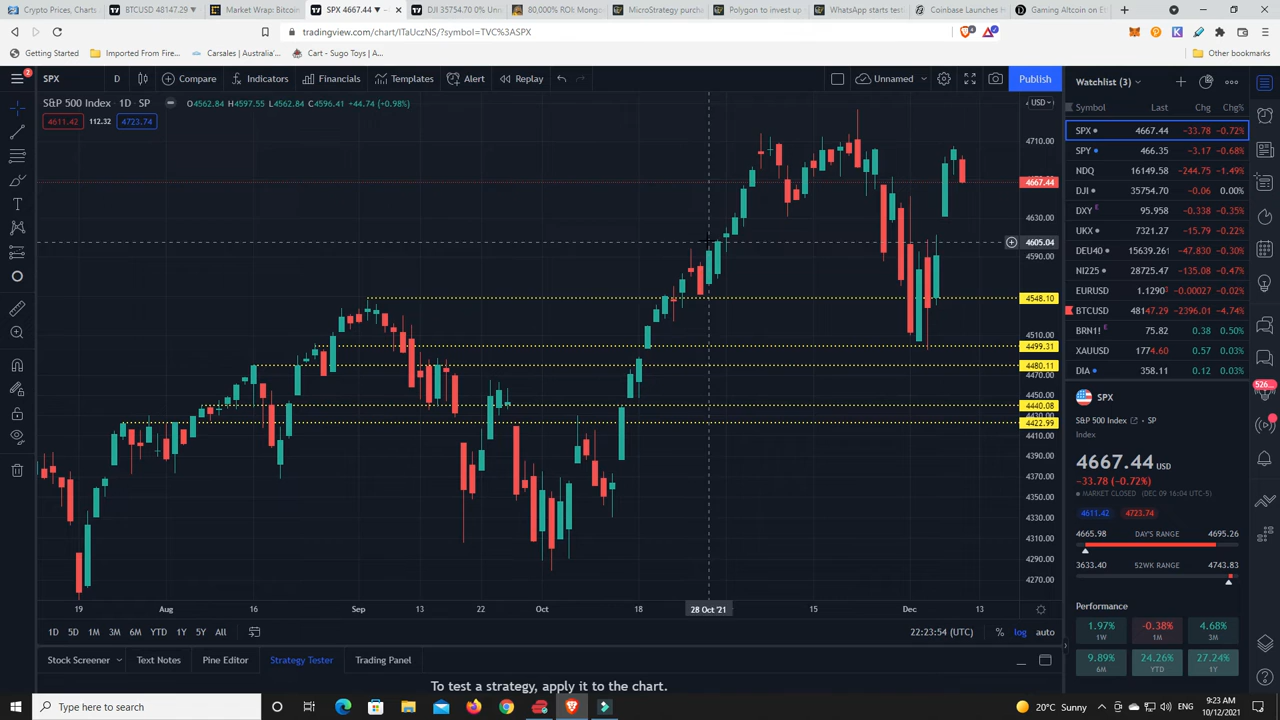 Crypto Prices, Charts
BTCUSD 48147.29 ▼
Market Wrap: Bitcoin
SPX 4667.44 ▼
DJI 35754.70 0% Unn
80,000% ROI: Mong
MicroStrategy purch
Polygon to invest up
WhatsApp starts test
Coinbase Launches H
Gaming Altcoin on Et
tradingview.com/chart/ITaUczNS/?symbol=TVC%3ASPX
Getting Started
Imported From Fire...
Carsales | Australia'...
Cart - Sugo Toys | A...
Other bookmarks
SPX
D
Compare
Indicators
Financials
Templates
Alert
Replay
Unnamed
Publish
S&P 500 Index · 1D · SP
O4562.84 H4597.55 L4562.84 C4596.41 +44.74 (+0.98%)
4611.42
112.32
4723.74
USD
4710.00
4667.44
4630.00
4605.04
4590.00
4548.10
4510.00
4499.31
4480.11
4470.00
4450.00
4440.08
4430.00
4422.99
4410.00
4390.00
4370.00
4350.00
4330.00
4310.00
4290.00
4270.00
19
Aug
16
Sep
13
22
Oct
18
28 Oct '21
15
Dec
13
1D 5D 1M 3M 6M YTD 1Y 5Y All
22:23:54 (UTC)
%
log
auto
Stock Screener
Text Notes
Pine Editor
Strategy Tester
Trading Panel
To test a strategy, apply it to the chart.
Watchlist (3)
Symbol Last Chg Chg%
SPX 4667.44 −33.78 −0.72%
SPY 466.35 −3.17 −0.68%
NDQ 16149.58 −244.75 −1.49%
DJI 35754.70 −0.06 0.00%
DXY E 95.958 −0.338 −0.35%
UKX 7321.27 −15.79 −0.22%
DEU40 15639.261 −47.830 −0.30%
NI225 28725.47 −135.08 −0.47%
EURUSD 1.12903 −0.00027 −0.02%
BTCUSD 48147.29 −2396.01 −4.74%
BRN1! E 75.82 0.38 0.50%
XAUUSD 1774.60 0.57 0.03%
DIA 358.11 0.12 0.03%
SPX
S&P 500 Index · SP
Index
4667.44 USD
−33.78 (−0.72%)
MARKET CLOSED (DEC 09 16:04 UTC-5)
4611.42
4723.74
4665.98 DAY'S RANGE 4695.26
3633.40 52WK RANGE 4743.83
Performance
1.97%
1W
-0.38%
1M
4.68%
3M
9.89%
6M
24.26%
YTD
27.24%
1Y
Type here to search
20°C Sunny
ENG
9:23 AM
10/12/2021